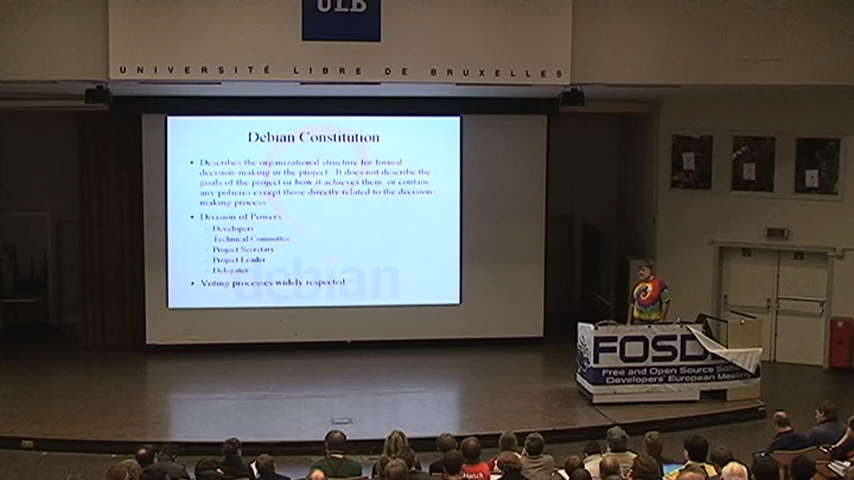 ULB
UNIVERSITÉ LIBRE DE BRUXELLES
Debian Constitution
• Describes the organizational structure for formal
decision-making in the project. It does not describe the
goals of the project or how it achieves them, or contain
any policies except those directly related to the decision-
making process.
• Division of Powers
– Developers
– Technical Committee
– Project Secretary
– Project Leader
– Delegates
• Voting processes widely respected
debian
FOSD
Free and Open Source Softw
Developers' European Meeting